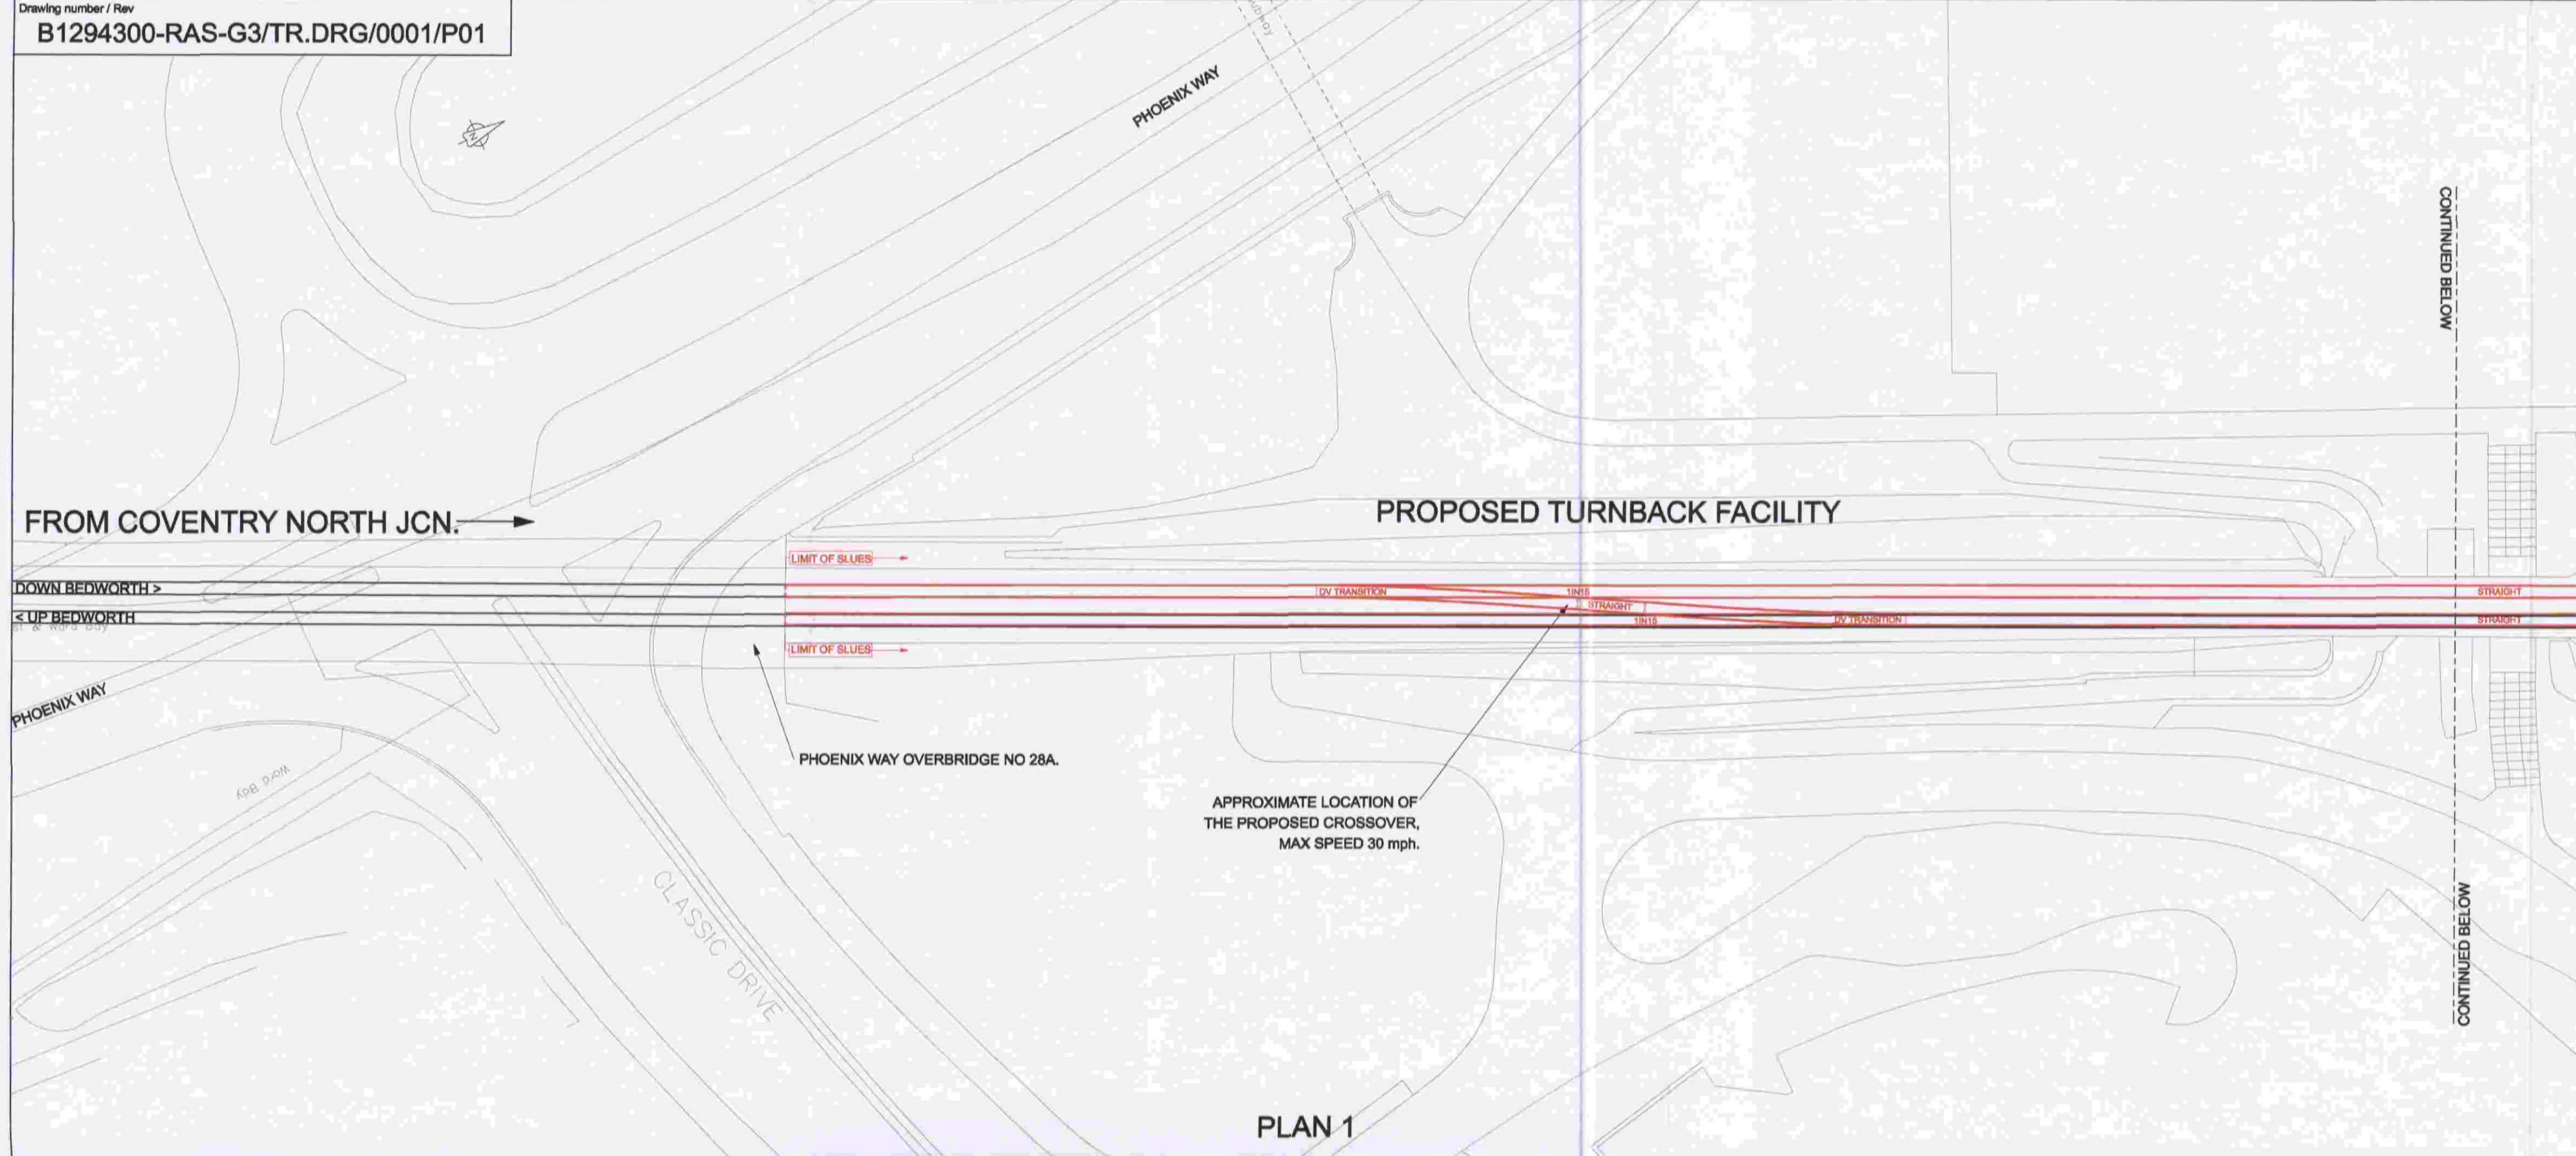 Drawing number / Rev
B1294300-RAS-G3/TR.DRG/0001/P01
PHOENIX WAY
CONTINUED BELOW
FROM COVENTRY NORTH JCN.
PROPOSED TURNBACK FACILITY
LIMIT OF SLUES
DOWN BEDWORTH >
DV TRANSITION
1IN15
STRAIGHT
STRAIGHT
< UP BEDWORTH
1IN15
DV TRANSITION
STRAIGHT
LIMIT OF SLUES
PHOENIX WAY
PHOENIX WAY OVERBRIDGE NO 28A.
Word Bdy
APPROXIMATE LOCATION OF
THE PROPOSED CROSSOVER,
MAX SPEED 30 mph.
CLASSIC DRIVE
CONTINUED BELOW
PLAN 1